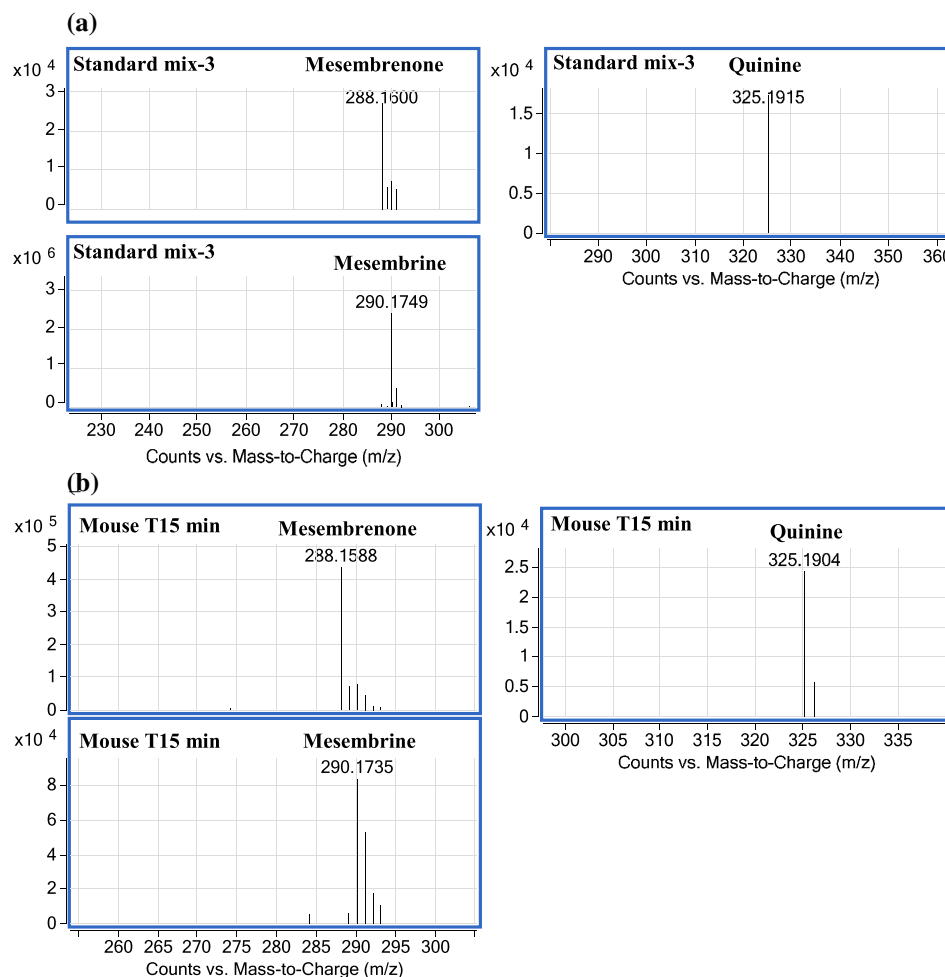 (a)
x10 4
Standard mix-3 Mesembrenone
288.1600
3
2
1
0
x10 6
Standard mix-3
Mesembrine
290.1749
3
2
1
0
230 240 250 260 270 280 290 300
Counts vs. Mass-to-Charge (m/z)
x10 4
Standard mix-3 Quinine
325.1915
1.5
1
0.5
0
290 300 310 320 330 340 350 360
Counts vs. Mass-to-Charge (m/z)
(b)
x10 5
Mouse T15 min Mesembrenone
288.1588
5
4
3
2
1
0
x10 4
Mouse T15 min Mesembrine
290.1735
8
6
4
2
0
260 265 270 275 280 285 290 295 300
Counts vs. Mass-to-Charge (m/z)
x10 4
Mouse T15 min
Quinine
325.1904
2.5
2
1.5
1
0.5
0
300 305 310 315 320 325 330 335
Counts vs. Mass-to-Charge (m/z)